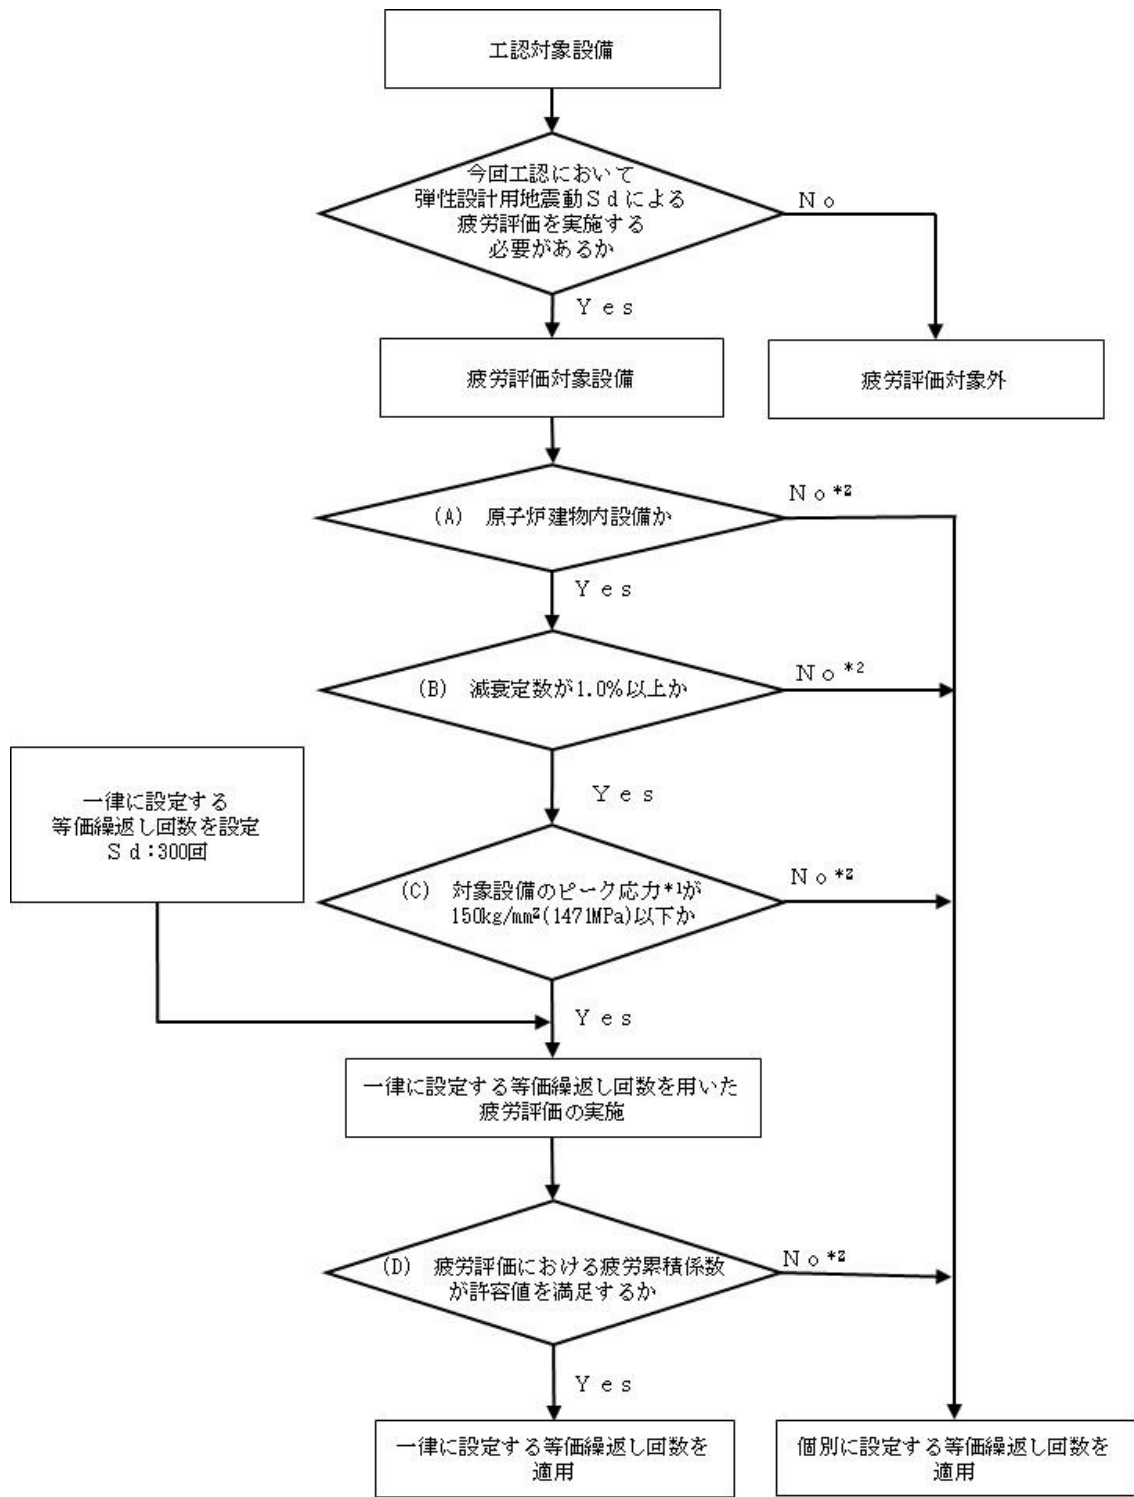 工認対象設備
今回工認において
弾性設計用地震動Ｓｄによる
疲労評価を実施する
必要があるか
Ｎｏ
Ｙｅｓ
疲労評価対象設備
疲労評価対象外
(A) 原子炉建物内設備か
Ｎｏ*2
Ｙｅｓ
(B) 減衰定数が1.0%以上か
Ｎｏ*2
Ｙｅｓ
一律に設定する
等価繰返し回数を設定
Ｓｄ:300回
(C) 対象設備のピーク応力*1が
150kg/mm²(1471MPa)以下か
Ｎｏ*2
Ｙｅｓ
一律に設定する等価繰返し回数を用いた
疲労評価の実施
(D) 疲労評価における疲労累積係数
が許容値を満足するか
Ｎｏ*2
Ｙｅｓ
一律に設定する等価繰返し回数を
適用
個別に設定する等価繰返し回数を
適用